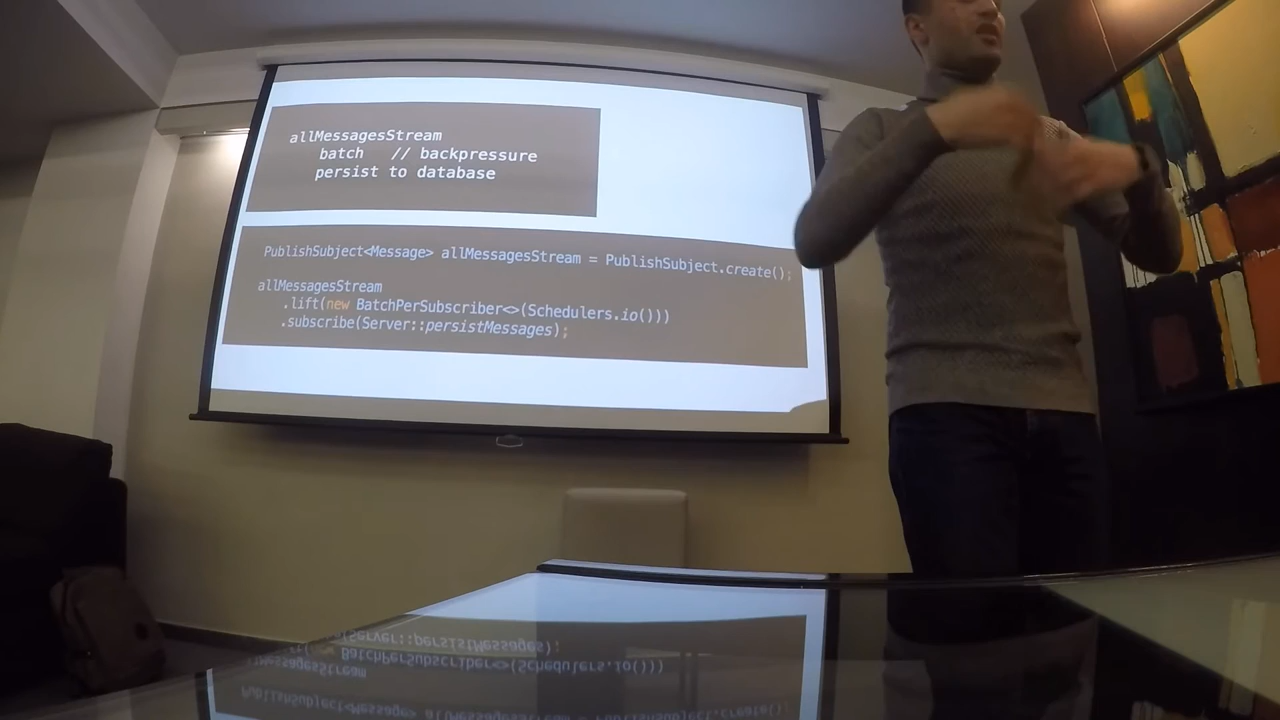 allMessagesStream
batch // backpressure
persist to database
PublishSubject<Message> allMessagesStream = PublishSubject.create();
allMessagesStream
.lift(new BatchPerSubscriber<>(Schedulers.io()))
.subscribe(Server::persistMessages);